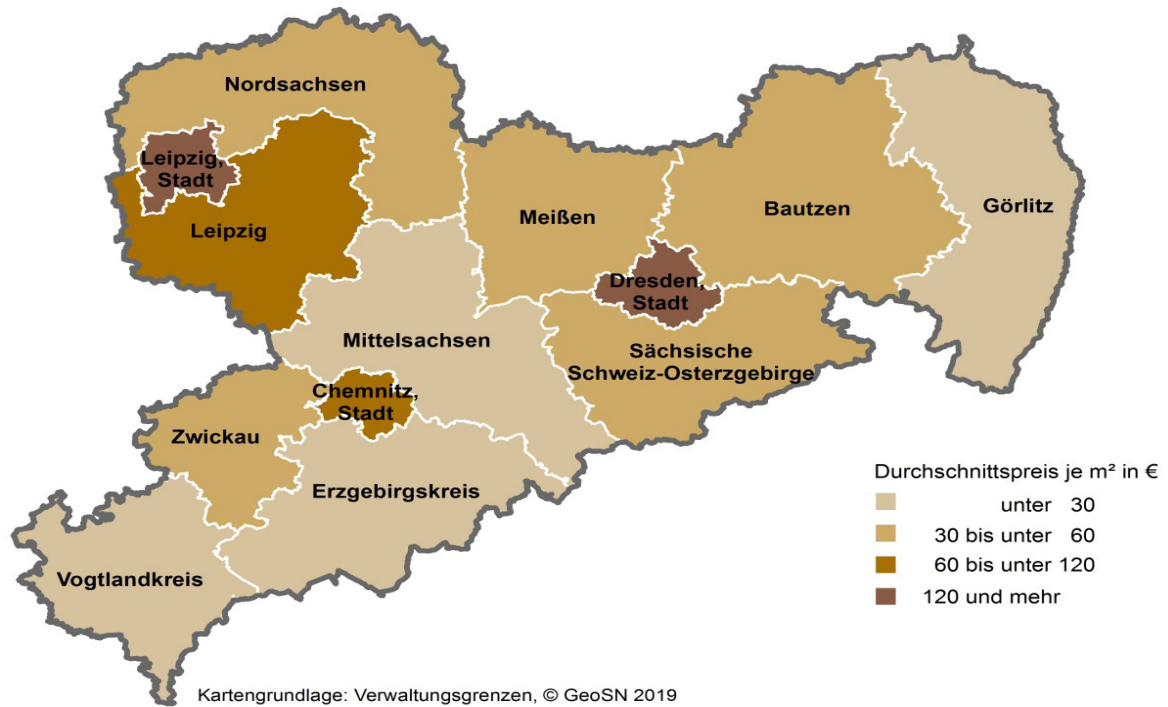 Nordsachsen
Leipzig,
Stadt
Leipzig
Meißen
Bautzen
Görlitz
Dresden,
Stadt
Mittelsachsen
Sächsische
Schweiz-Osterzgebirge
Chemnitz,
Stadt
Zwickau
Erzgebirgskreis
Vogtlandkreis
Durchschnittspreis je m² in €
unter 30
30 bis unter 60
60 bis unter 120
120 und mehr
Kartengrundlage: Verwaltungsgrenzen, © GeoSN 2019